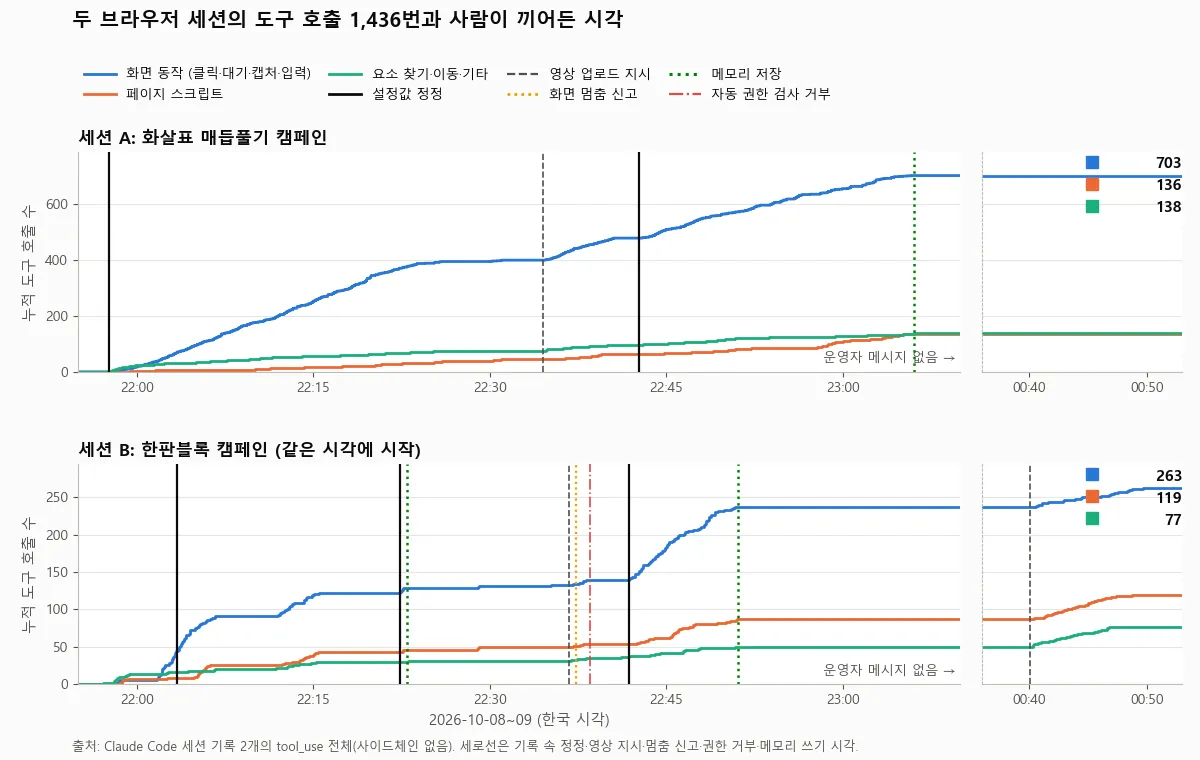 두 브라우저 세션의 도구 호출 1,436번과 사람이 끼어든 시각
화면 동작 (클릭·대기·캡처·입력)
요소 찾기·이동·기타
영상 업로드 지시
메모리 저장
페이지 스크립트
설정값 정정
화면 멈춤 신고
자동 권한 검사 거부
세션 A: 화살표 매듭풀기 캠페인
누적 도구 호출 수
600
400
200
0
703
136
138
운영자 메시지 없음 →
22:00
22:15
22:30
22:45
23:00
00:40
00:50
세션 B: 한판블록 캠페인 (같은 시각에 시작)
누적 도구 호출 수
250
200
150
100
50
0
263
119
77
운영자 메시지 없음 →
22:00
22:15
22:30
22:45
23:00
00:40
00:50
2026-10-08~09 (한국 시각)
출처: Claude Code 세션 기록 2개의 tool_use 전체(사이드체인 없음). 세로선은 기록 속 정정·영상 지시·멈춤 신고·권한 거부·메모리 쓰기 시각.